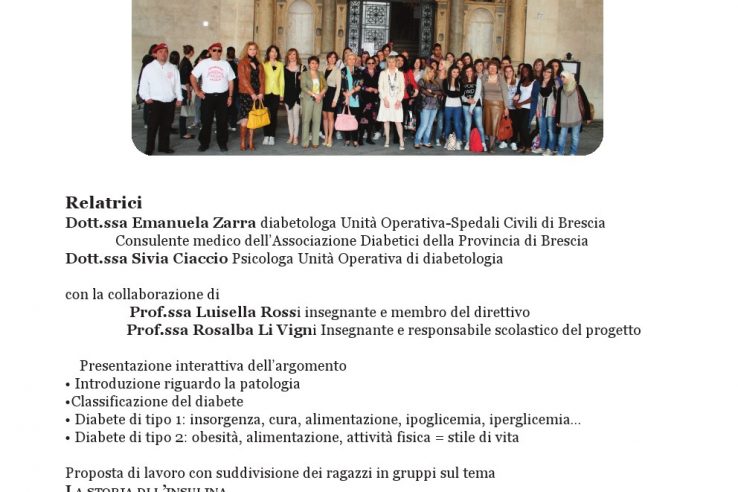 Relatrici
Dott.ssa Emanuela Zarra diabetologa Unità Operativa-Spedali Civili di Brescia
Consulente medico dell'Associazione Diabetici della Provincia di Brescia
Dott.ssa Sivia Ciaccio Psicologa Unità Operativa di diabetologia
con la collaborazione di
Prof.ssa Luisella Rossi insegnante e membro del direttivo
Prof.ssa Rosalba Li Vigni Insegnante e responsabile scolastico del progetto
Presentazione interattiva dell'argomento
• Introduzione riguardo la patologia
•Classificazione del diabete
• Diabete di tipo 1: insorgenza, cura, alimentazione, ipoglicemia, iperglicemia...
• Diabete di tipo 2: obesità, alimentazione, attività fisica = stile di vita
Proposta di lavoro con suddivisione dei ragazzi in gruppi sul tema
LA STORIA DI L'INSULINA